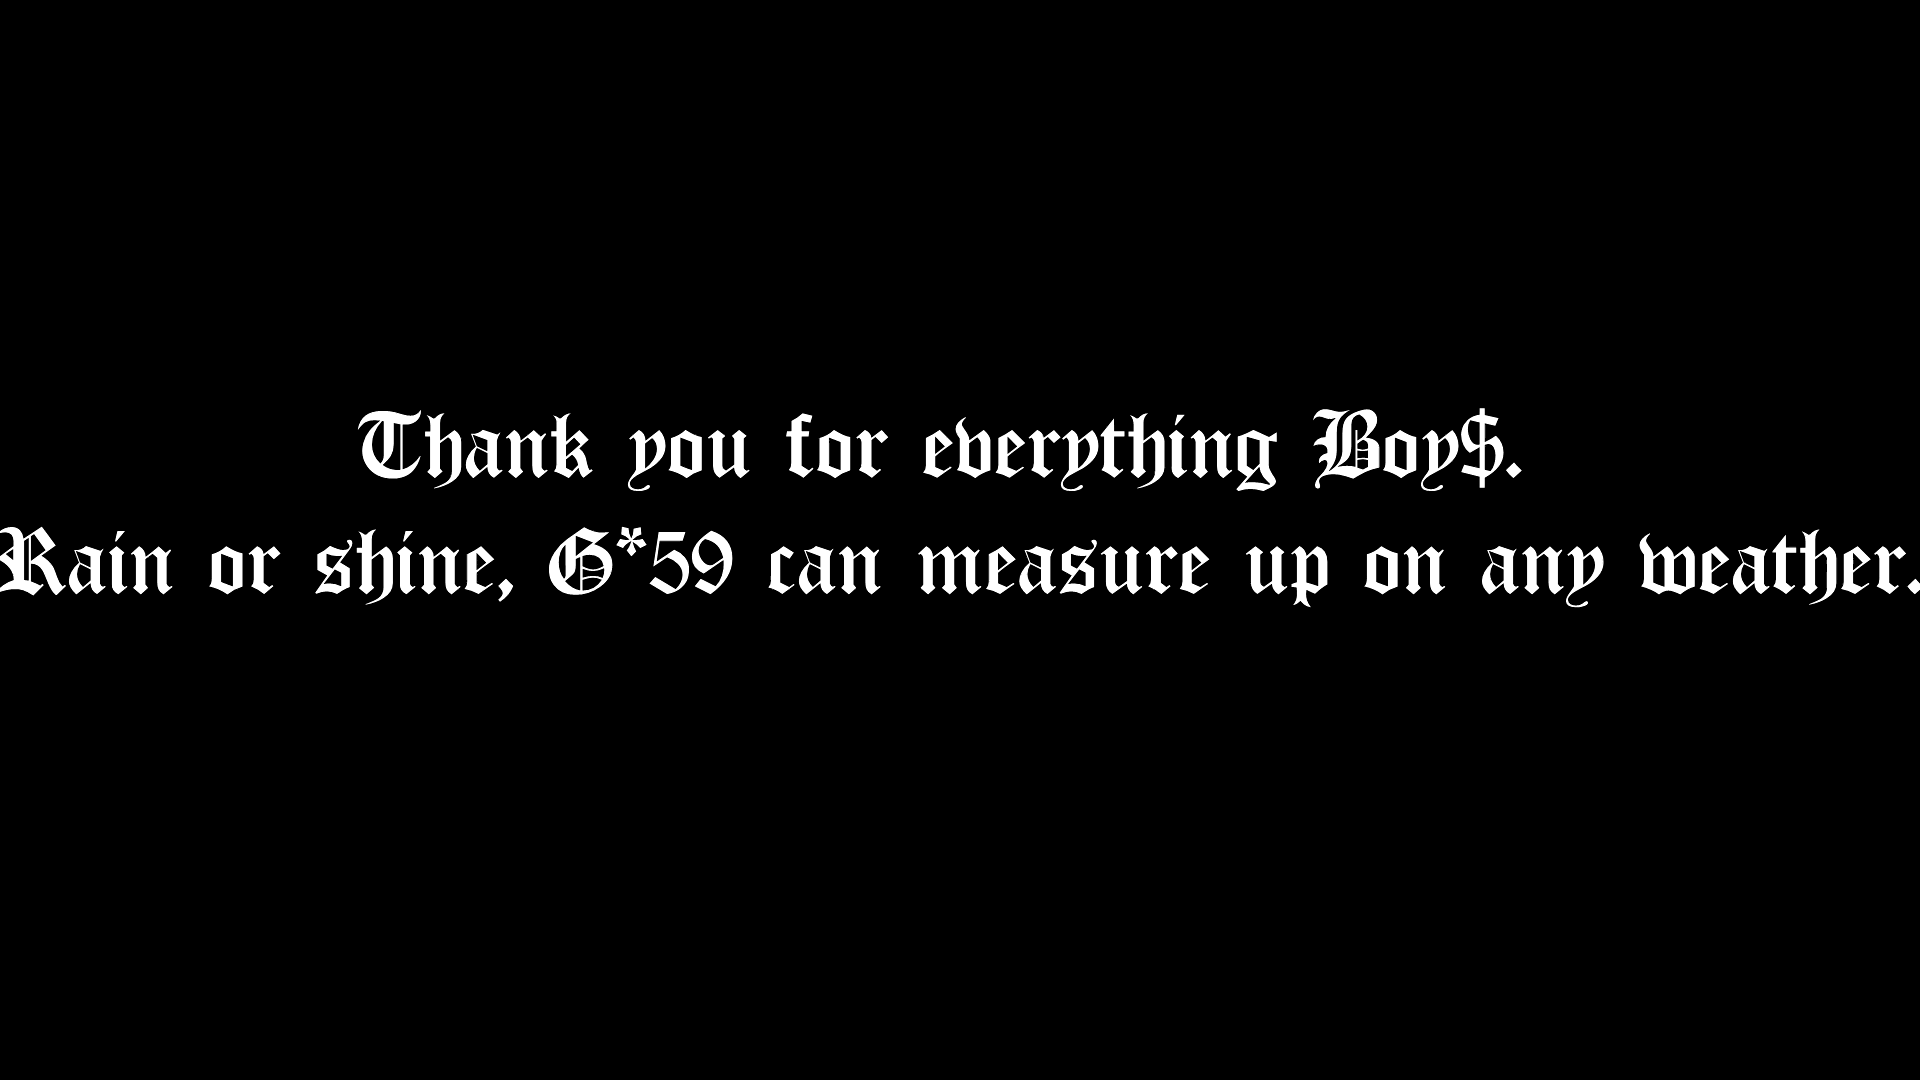 Thank you for everything Boy$.
Rain or shine, G*59 can measure up on any weather.